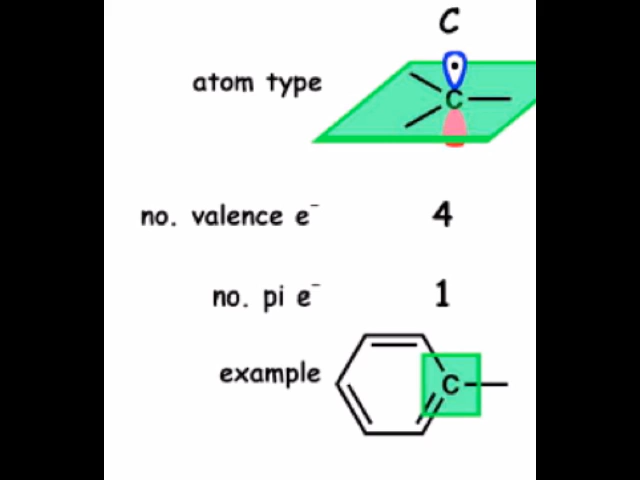 C
atom type
C
no. valence e⁻ 4
no. pi e⁻ 1
example
C